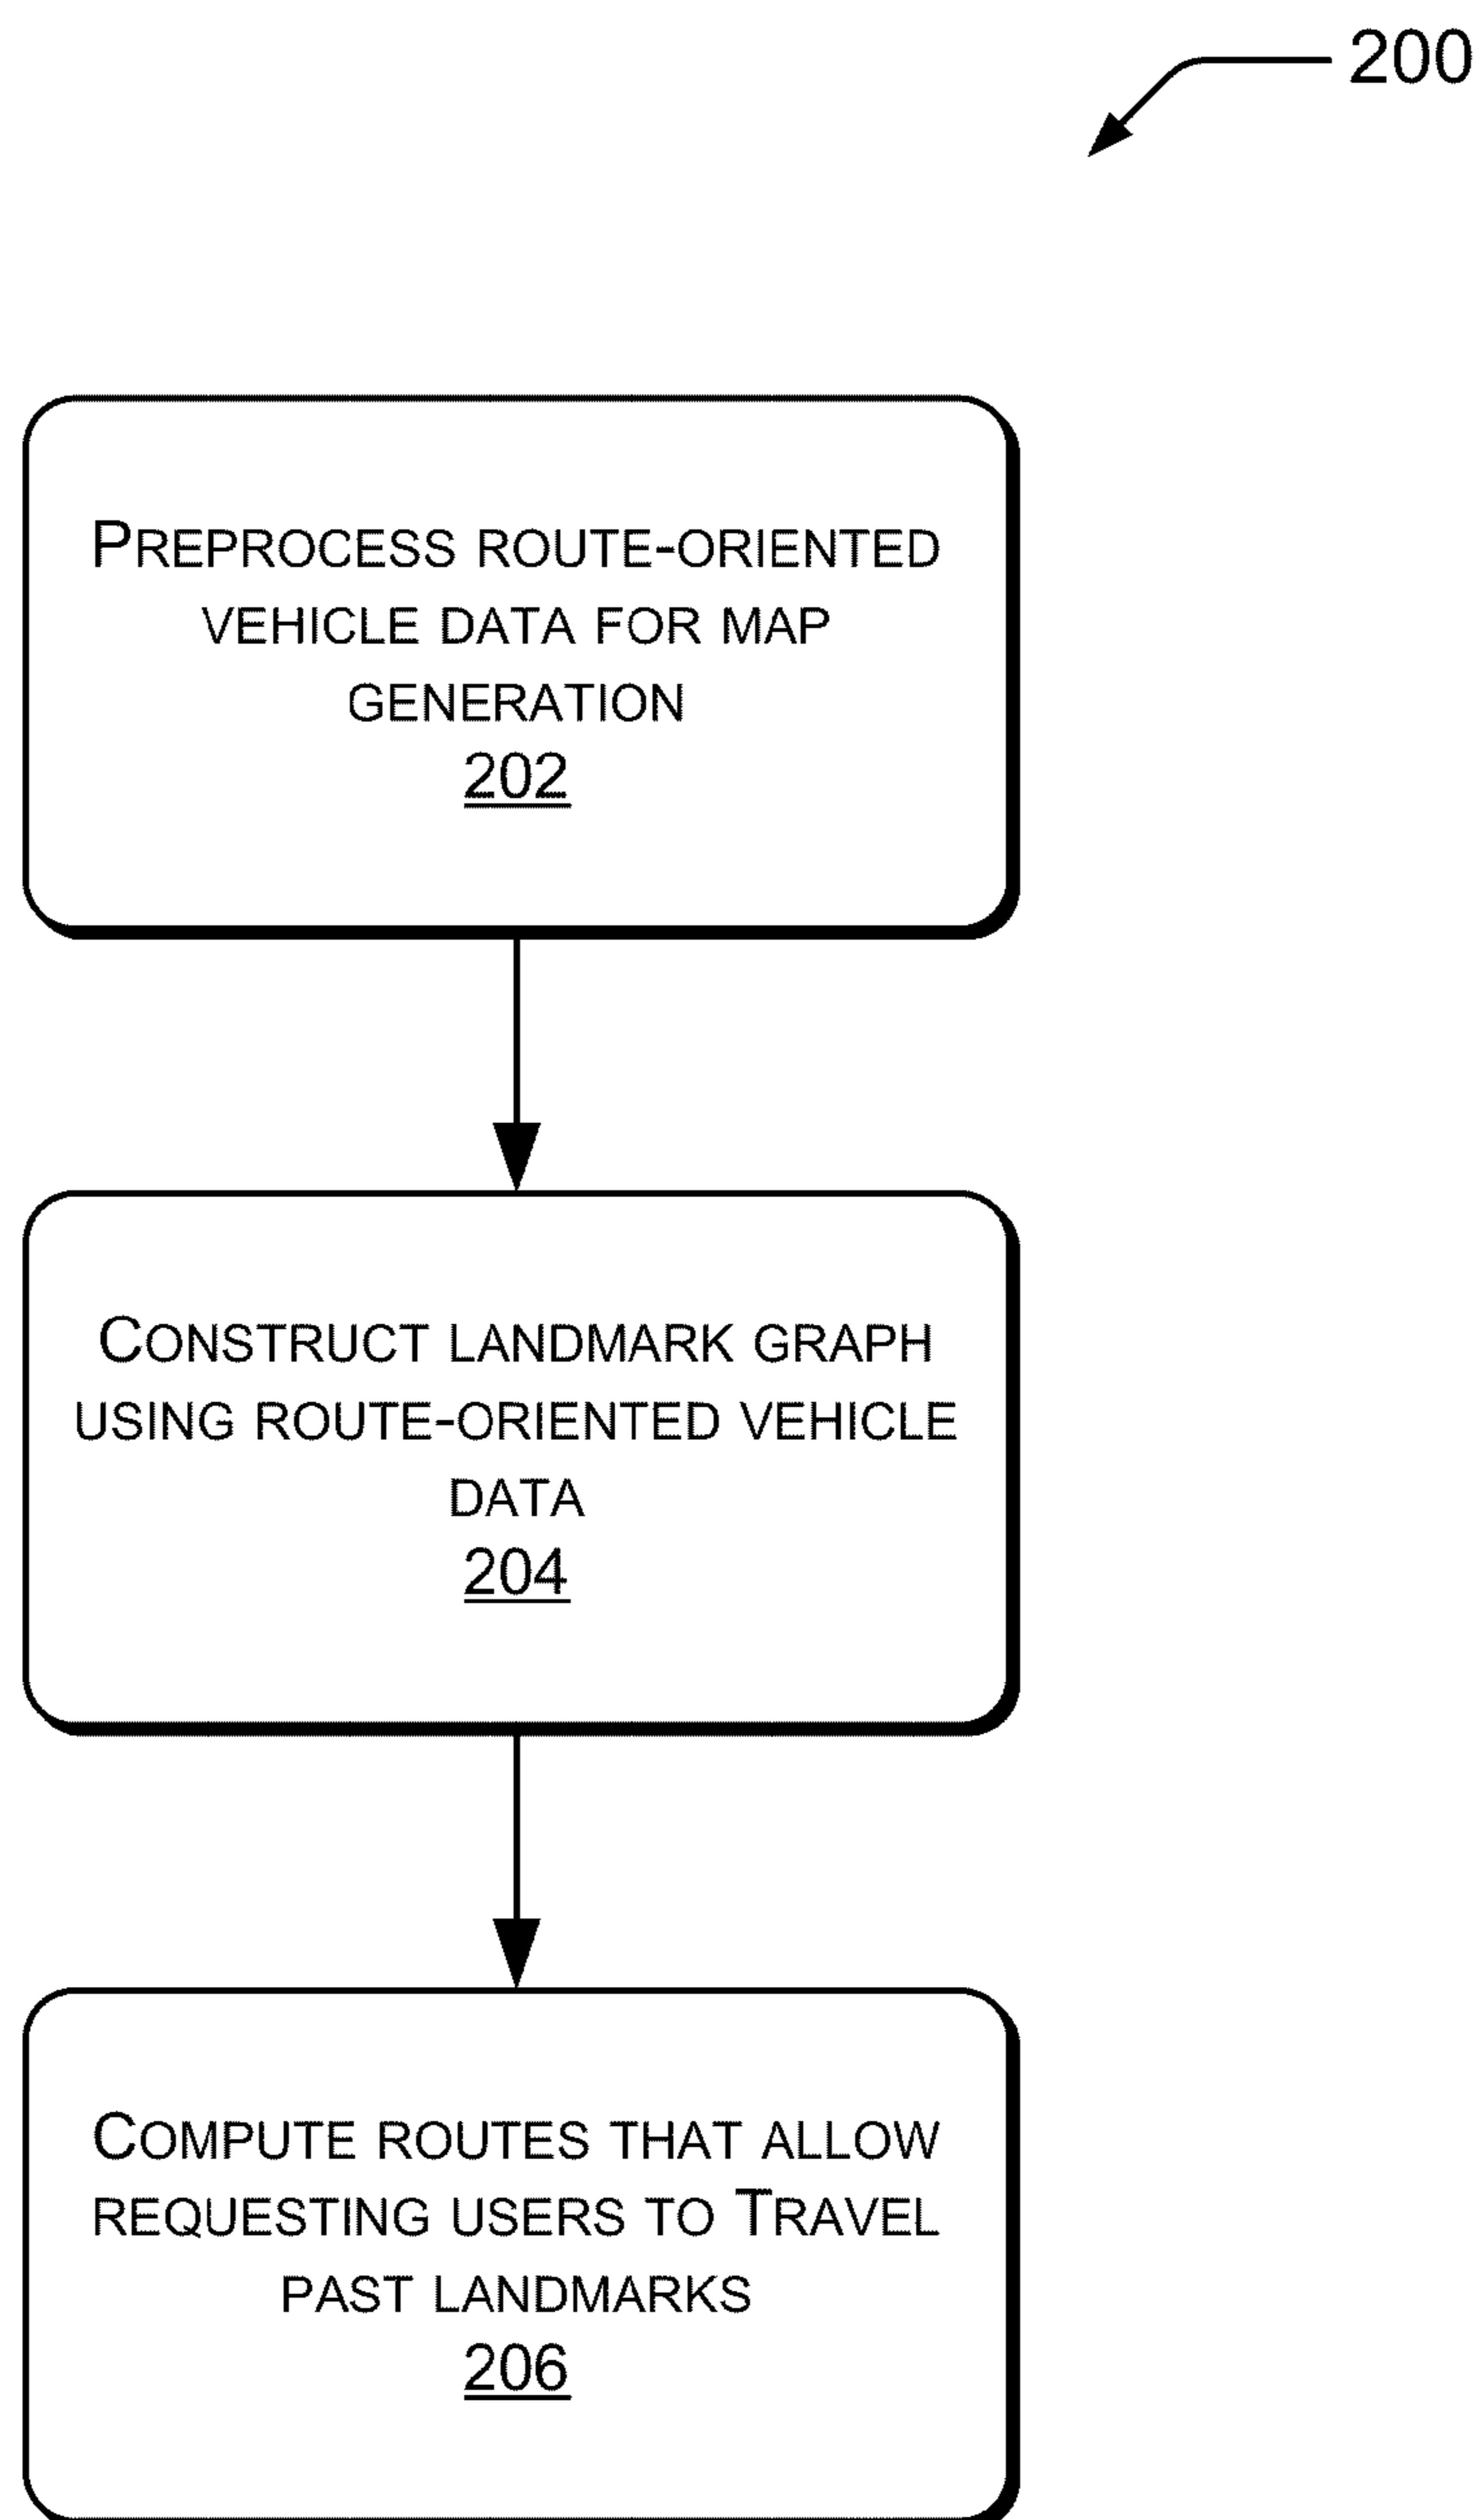 200
Preprocess route-oriented
vehicle data for map
generation
202
Construct landmark graph
using route-oriented vehicle
data
204
Compute routes that allow
requesting users to Travel
past landmarks
206